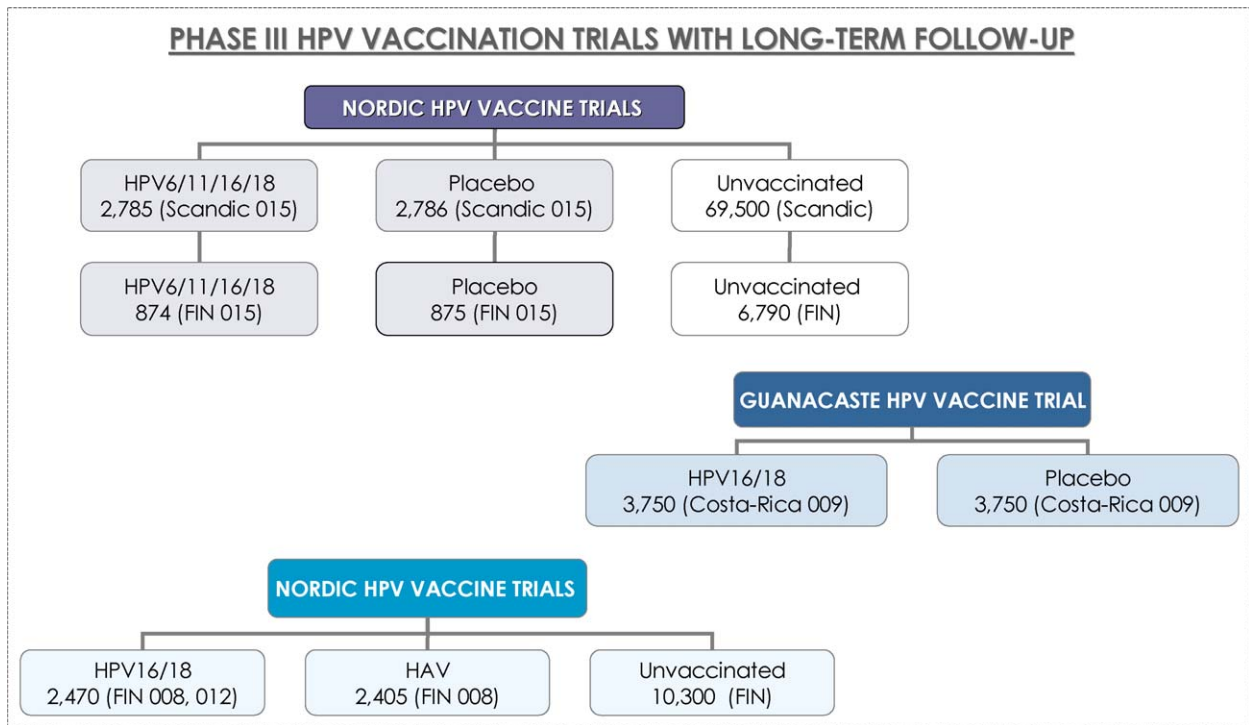 PHASE III HPV VACCINATION TRIALS WITH LONG-TERM FOLLOW-UP
NORDIC HPV VACCINE TRIALS
HPV6/11/16/18
2,785 (Scandic 015)
Placebo
2,786 (Scandic 015)
Unvaccinated
69,500 (Scandic)
HPV6/11/16/18
874 (FIN 015)
Placebo
875 (FIN 015)
Unvaccinated
6,790 (FIN)
GUANACASTE HPV VACCINE TRIAL
HPV16/18
3,750 (Costa-Rica 009)
Placebo
3,750 (Costa-Rica 009)
NORDIC HPV VACCINE TRIALS
HPV16/18
2,470 (FIN 008, 012)
HAV
2,405 (FIN 008)
Unvaccinated
10,300 (FIN)